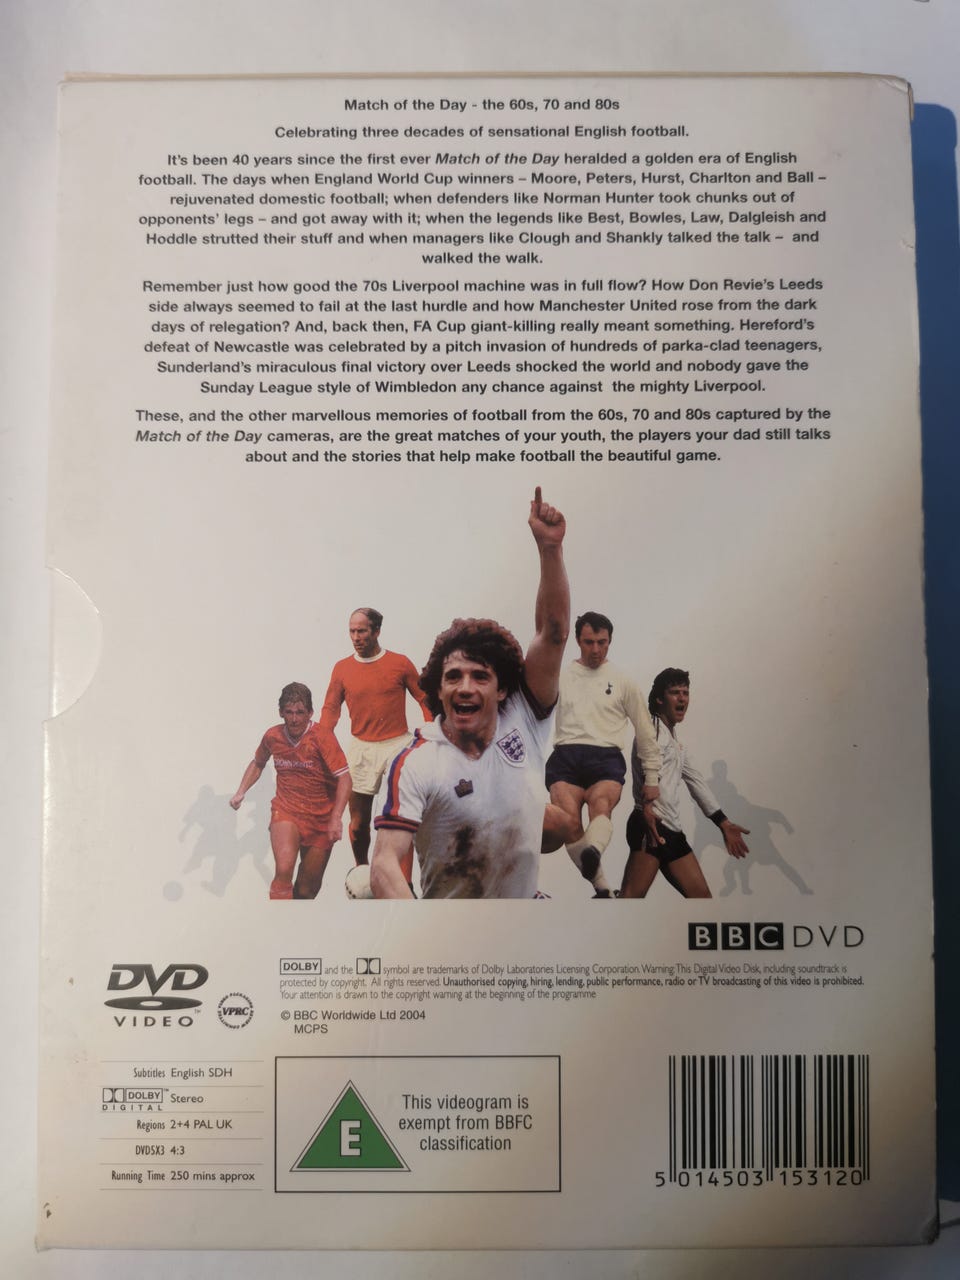 Match of the Day - the 60s, 70 and 80s
Celebrating three decades of sensational English football.
It's been 40 years since the first ever Match of the Day heralded a golden era of English
football. The days when England World Cup winners – Moore, Peters, Hurst, Charlton and Ball –
rejuvenated domestic football; when defenders like Norman Hunter took chunks out of
opponents' legs – and got away with it; when the legends like Best, Bowles, Law, Dalgleish and
Hoddle strutted their stuff and when managers like Clough and Shankly talked the talk – and
walked the walk.
Remember just how good the 70s Liverpool machine was in full flow? How Don Revie's Leeds
side always seemed to fail at the last hurdle and how Manchester United rose from the dark
days of relegation? And, back then, FA Cup giant-killing really meant something. Hereford's
defeat of Newcastle was celebrated by a pitch invasion of hundreds of parka-clad teenagers,
Sunderland's miraculous final victory over Leeds shocked the world and nobody gave the
Sunday League style of Wimbledon any chance against the mighty Liverpool.
These, and the other marvellous memories of football from the 60s, 70 and 80s captured by the
Match of the Day cameras, are the great matches of your youth, the players your dad still talks
about and the stories that help make football the beautiful game.
CROWN PAINTS
BBC DVD
DVD
VIDEO™
VPRC
DOLBY and the symbol are trademarks of Dolby Laboratories Licensing Corporation. Warning: This Digital Video Disk, including soundtrack is
protected by copyright. All rights reserved. Unauthorised copying, hiring, lending, public performance, radio or TV broadcasting of this video is prohibited.
Your attention is drawn to the copyright warning at the beginning of the programme
© BBC Worldwide Ltd 2004
MCPS
Subtitles English SDH
DOLBY™ DIGITAL Stereo
Regions 2+4 PAL UK
DVD5X3 4:3
Running Time 250 mins approx
E
This videogram is
exempt from BBFC
classification
5 014503 153120